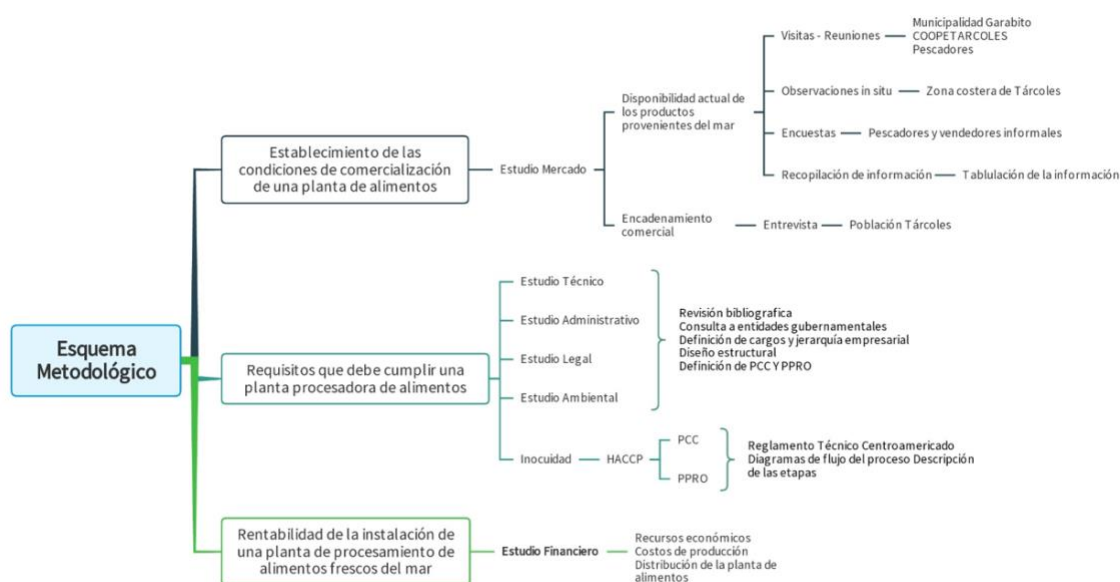 Esquema
Metodológico
Establecimiento de las
condiciones de comercialización
de una planta de alimentos
Estudio Mercado
Disponibilidad actual de
los productos
provenientes del mar
Visitas - Reuniones
Municipalidad Garabito
COOPETARCOLES
Pescadores
Observaciones in situ
Zona costera de Tárcoles
Encuestas
Pescadores y vendedores informales
Recopilación de información
Tablulación de la información
Encadenamiento
comercial
Entrevista
Población Tárcoles
Requisitos que debe cumplir una
planta procesadora de alimentos
Estudio Técnico
Estudio Administrativo
Estudio Legal
Estudio Ambiental
Revisión bibliografica
Consulta a entidades gubernamentales
Definición de cargos y jerarquía empresarial
Diseño estructural
Definición de PCC Y PPRO
Inocuidad
HACCP
PCC
PPRO
Reglamento Técnico Centroamericado
Diagramas de flujo del proceso Descripción
de las etapas
Rentabilidad de la instalación de
una planta de procesamiento de
alimentos frescos del mar
Estudio Financiero
Recursos económicos
Costos de producción
Distribución de la planta de
alimentos